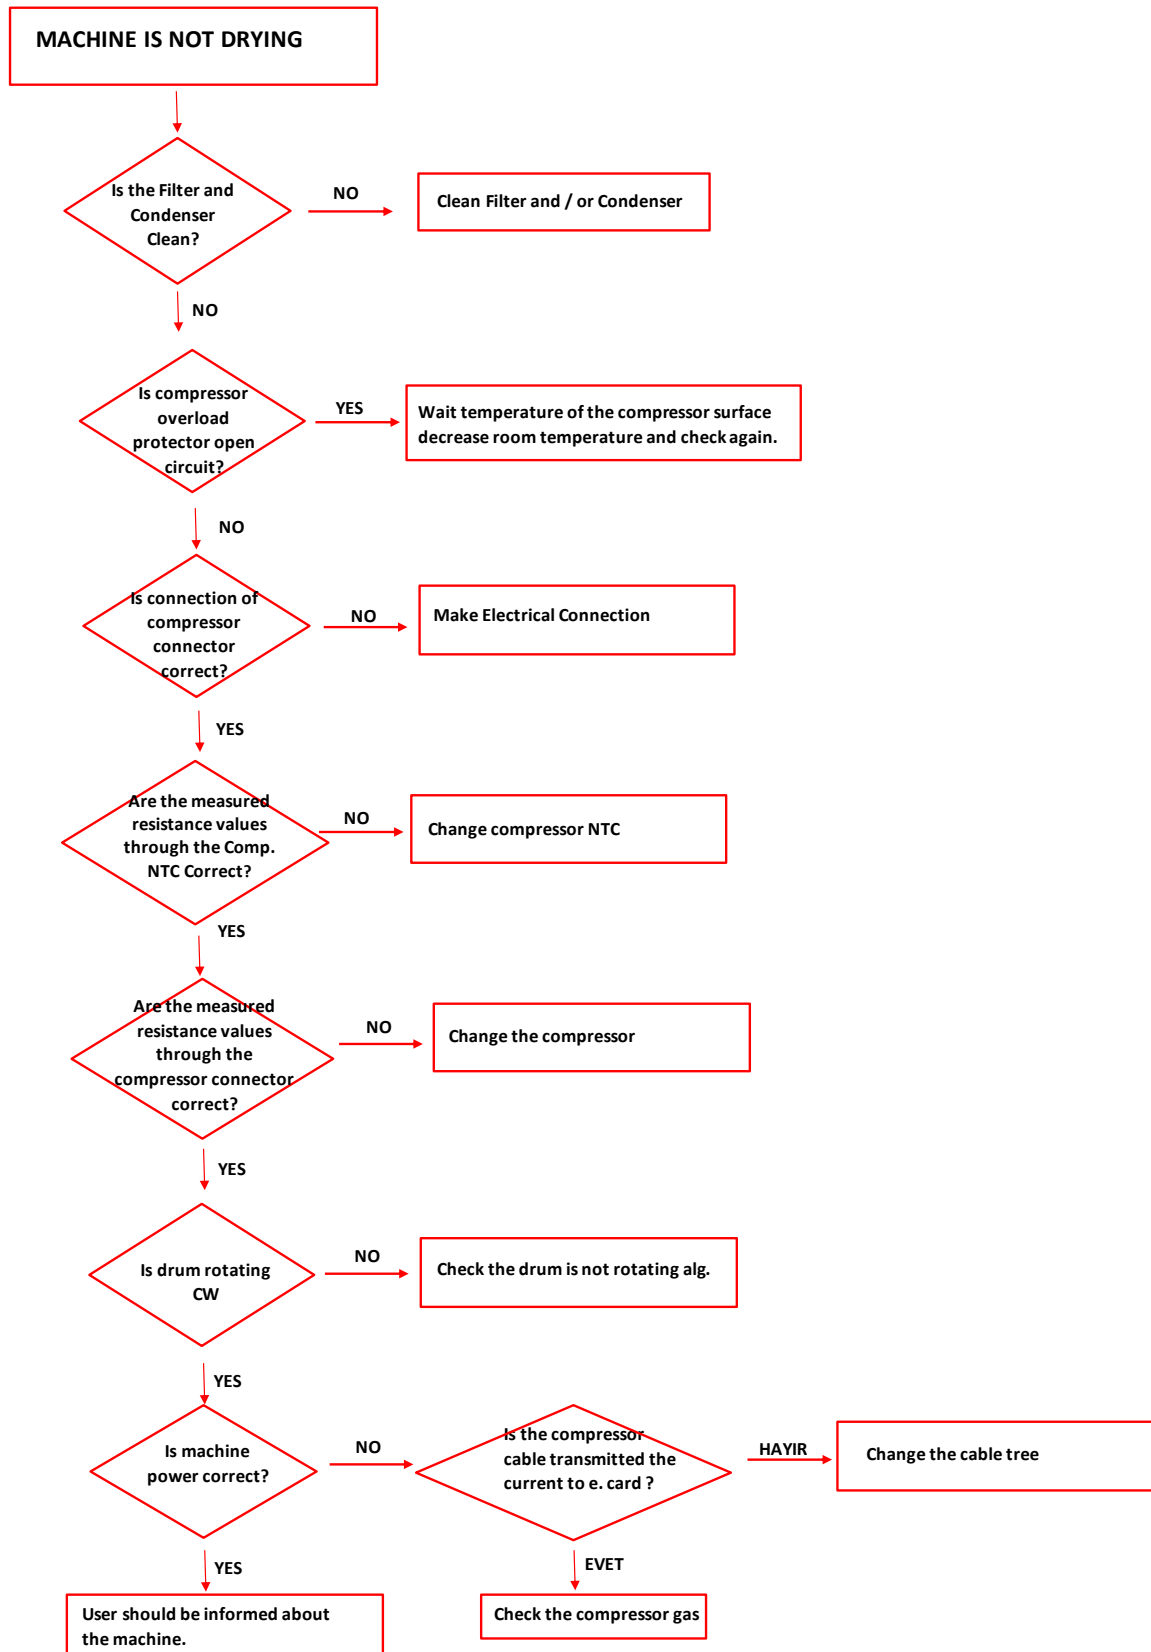 MACHINE IS NOT DRYING
Is the Filter and
Condenser
Clean?
NO
Clean Filter and / or Condenser
NO
Is compressor
overload
protector open
circuit?
YES
Wait temperature of the compressor surface
decrease room temperature and check again.
NO
Is connection of
compressor
connector
correct?
NO
Make Electrical Connection
YES
Are the measured
resistance values
through the Comp.
NTC Correct?
NO
Change compressor NTC
YES
Are the measured
resistance values
through the
compressor connector
correct?
NO
Change the compressor
YES
Is drum rotating
CW
NO
Check the drum is not rotating alg.
YES
Is machine
power correct?
NO
Is the compressor
cable transmitted the
current to e. card ?
HAYIR
Change the cable tree
YES
EVET
User should be informed about
the machine.
Check the compressor gas